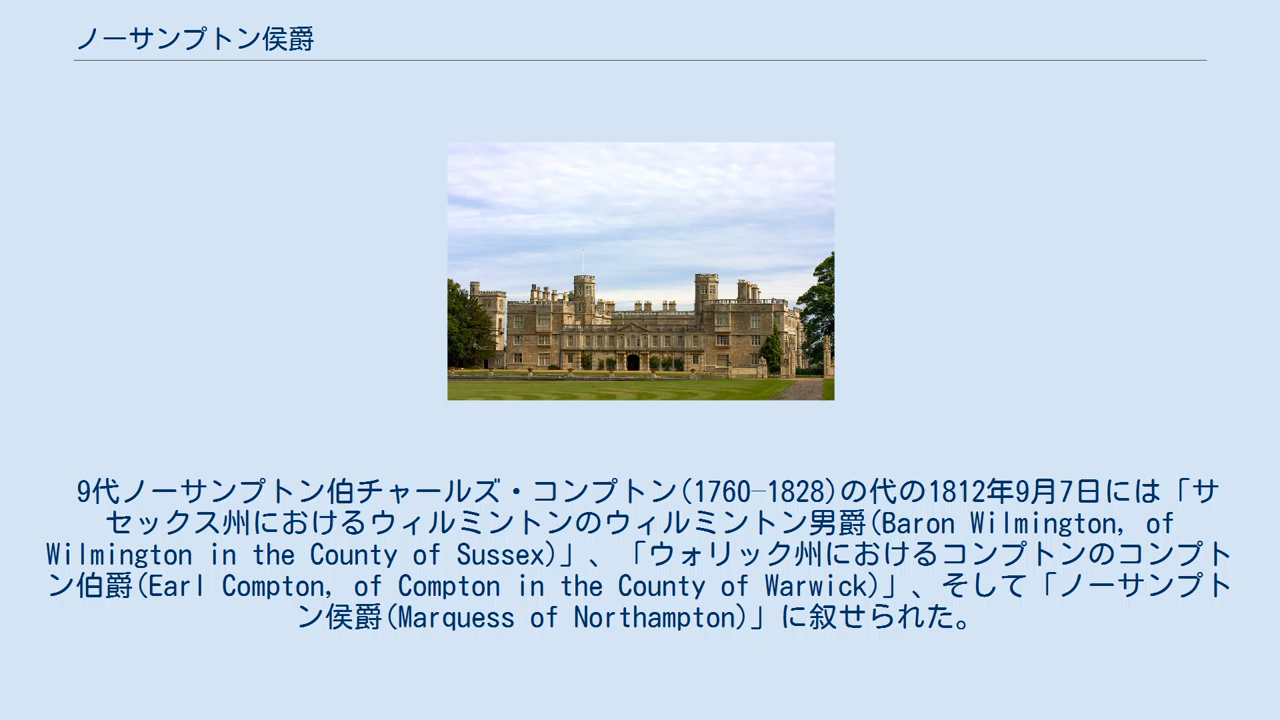 ノーサンプトン侯爵
9代ノーサンプトン伯チャールズ・コンプトン(1760–1828)の代の1812年9月7日には「サ
セックス州におけるウィルミントンのウィルミントン男爵(Baron Wilmington, of
Wilmington in the County of Sussex)」、「ウォリック州におけるコンプトンのコンプト
ン伯爵(Earl Compton, of Compton in the County of Warwick)」、そして「ノーサンプト
ン侯爵(Marquess of Northampton)」に叙せられた。